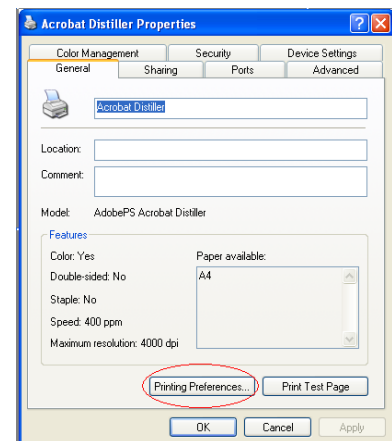 Acrobat Distiller Properties
Color Management Security Device Settings
General Sharing Ports Advanced
Acrobat Distiller
Location:
Comment:
Model: AdobePS Acrobat Distiller
Features
Color: Yes Paper available:
Double-sided: No A4
Staple: No
Speed: 400 ppm
Maximum resolution: 4000 dpi
Printing Preferences... Print Test Page
OK Cancel Apply